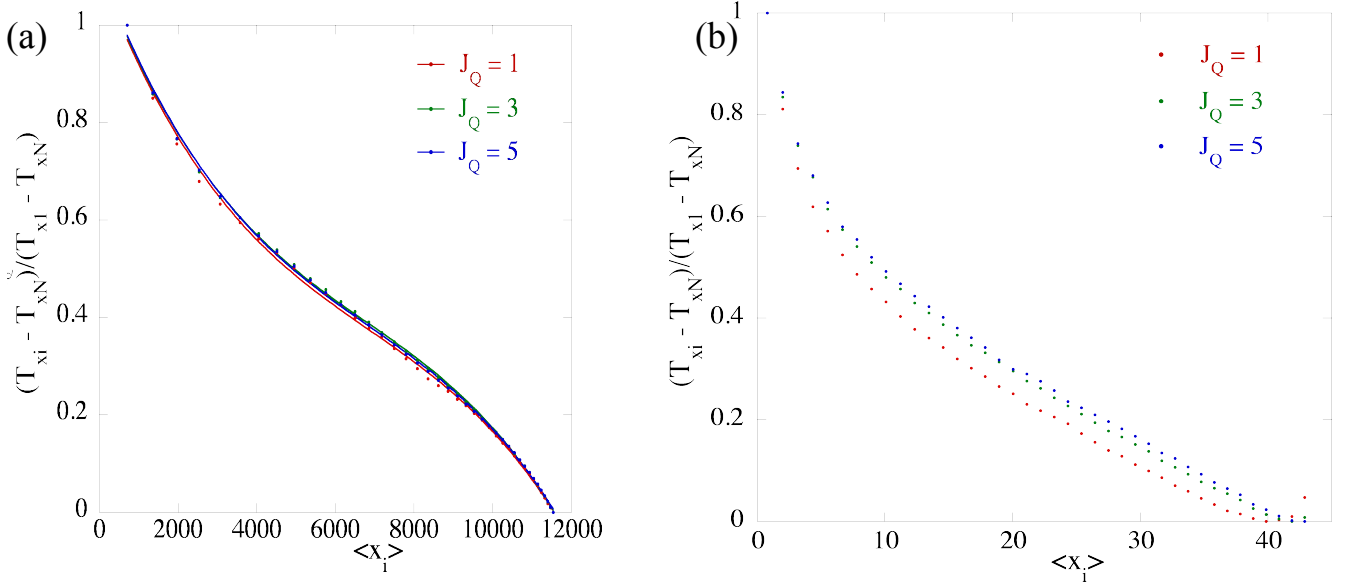 (a)
(T_xi - T_xN)/(T_x1 - T_xN)
1
0.8
0.6
0.4
0.2
0
0 2000 4000 6000 8000 10000 12000
<x_i>
J_Q = 1
J_Q = 3
J_Q = 5
(b)
(T_xi - T_xN)/(T_x1 - T_xN)
1
0.8
0.6
0.4
0.2
0
0 10 20 30 40
<x_i>
J_Q = 1
J_Q = 3
J_Q = 5